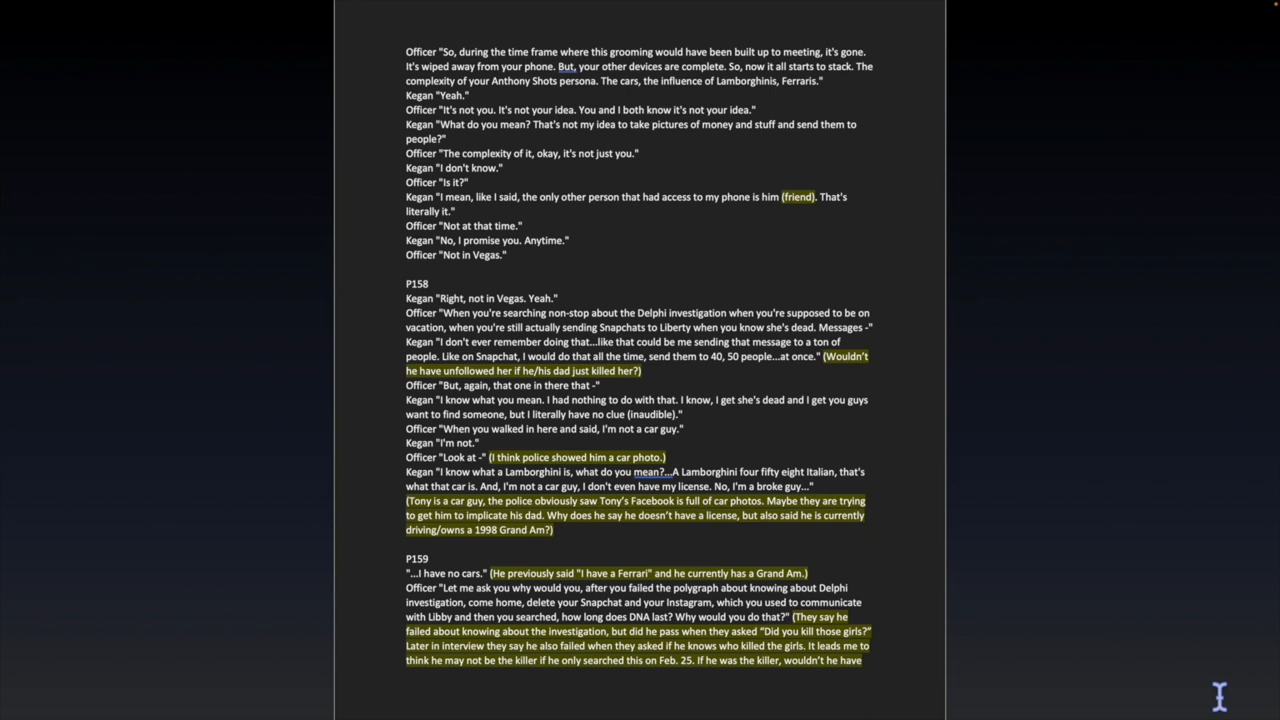 Officer "So, during the time frame where this grooming would have been built up to meeting, it's gone.
It's wiped away from your phone. But, your other devices are complete. So, now it all starts to stack. The
complexity of your Anthony Shots persona. The cars, the influence of Lamborghinis, Ferraris."
Kegan "Yeah."
Officer "It's not you. It's not your idea. You and I both know it's not your idea."
Kegan "What do you mean? That's not my idea to take pictures of money and stuff and send them to
people?"
Officer "The complexity of it, okay, it's not just you."
Kegan "I don't know."
Officer "Is it?"
Kegan "I mean, like I said, the only other person that had access to my phone is him (friend). That's
literally it."
Officer "Not at that time."
Kegan "No, I promise you. Anytime."
Officer "Not in Vegas."
P158
Kegan "Right, not in Vegas. Yeah."
Officer "When you're searching non-stop about the Delphi investigation when you're supposed to be on
vacation, when you're still actually sending Snapchats to Liberty when you know she's dead. Messages -"
Kegan "I don't ever remember doing that...like that could be me sending that message to a ton of
people. Like on Snapchat, I would do that all the time, send them to 40, 50 people...at once." (Wouldn't
he have unfollowed her if he/his dad just killed her?)
Officer "But, again, that one in there that -"
Kegan "I know what you mean. I had nothing to do with that. I know, I get she's dead and I get you guys
want to find someone, but I literally have no clue (inaudible)."
Officer "When you walked in here and said, I'm not a car guy."
Kegan "I'm not."
Officer "Look at -" (I think police showed him a car photo.)
Kegan "I know what a Lamborghini is, what do you mean?...A Lamborghini four fifty eight Italian, that's
what that car is. And, I'm not a car guy, I don't even have my license. No, I'm a broke guy..."
(Tony is a car guy, the police obviously saw Tony's Facebook is full of car photos. Maybe they are trying
to get him to implicate his dad. Why does he say he doesn't have a license, but also said he is currently
driving/owns a 1998 Grand Am?)
P159
"...I have no cars." (He previously said "I have a Ferrari" and he currently has a Grand Am.)
Officer "Let me ask you why would you, after you failed the polygraph about knowing about Delphi
investigation, come home, delete your Snapchat and your Instagram, which you used to communicate
with Libby and then you searched, how long does DNA last? Why would you do that?" (They say he
failed about knowing about the investigation, but did he pass when they asked "Did you kill those girls?"
Later in interview they say he also failed when they asked if he knows who killed the girls. It leads me to
think he may not be the killer if he only searched this on Feb. 25. If he was the killer, wouldn't he have